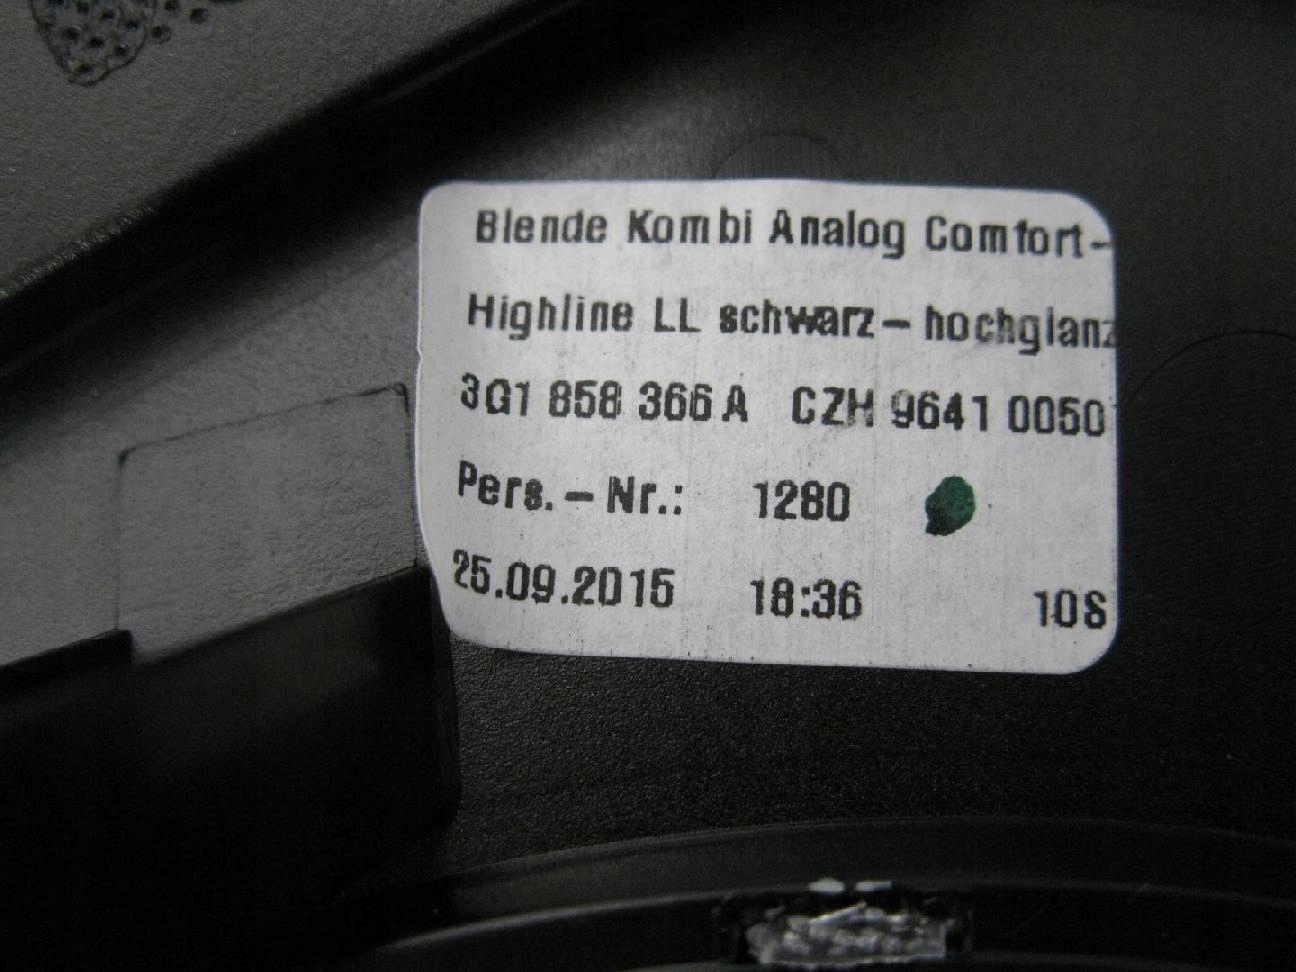 Blende Kombi Analog Comfort-
Highline LL schwarz-hochglanz
3G1 858 366 A CZH 9641 0050
Pers.-Nr.: 1280
25.09.2015 18:36 10S